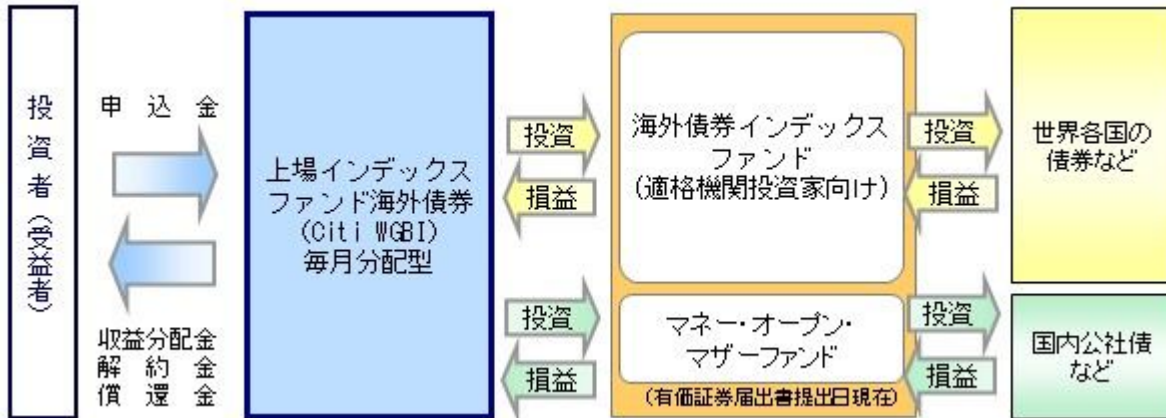 投資者(受益者)
申込金
収益分配金
解約金
償還金
上場インデックス
ファンド海外債券
(Citi WGBI)
毎月分配型
投資
損益
投資
損益
海外債券インデックス
ファンド
(適格機関投資家向け)
マネー・オープン・
マザーファンド
(有価証券届出書提出日現在)
投資
損益
投資
損益
世界各国の
債券など
国内公社債
など